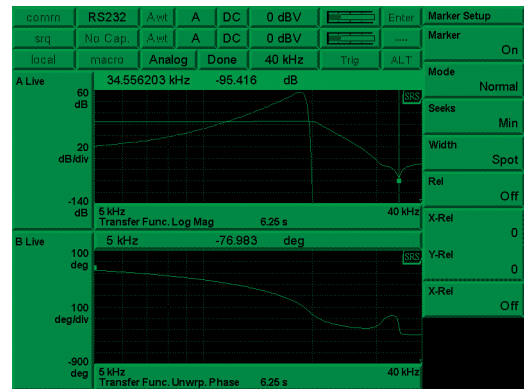 comm RS232 Awt A DC 0 dBV Enter
srq No Cap. Awt A DC 0 dBV ....
local macro Analog Done 40 kHz Trig ALT
A Live 34.556203 kHz -95.416 dB
60
dB
SRS
20
dB/div
-140
dB
5 kHz 40 kHz
Transfer Func. Log Mag 6.25 s
B Live 5 kHz -76.983 deg
100
deg
SRS
100
deg/div
-900
deg
5 kHz 40 kHz
Transfer Func. Unwrp. Phase 6.25 s
Marker Setup
Marker
On
Mode
Normal
Seeks
Min
Width
Spot
Rel
Off
X-Rel
0
Y-Rel
0
X-Rel
Off